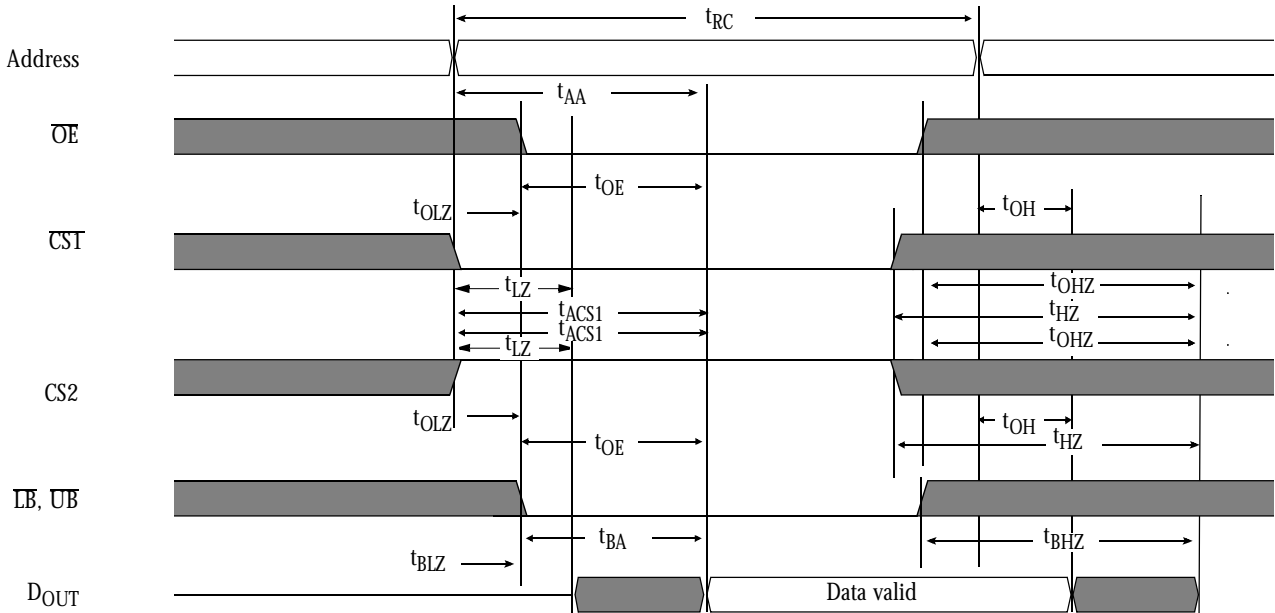 tRC
Address
tAA
OE
tOE
tOLZ
tOH
CS1
tLZ
tOHZ
tACS1
tHZ
tACS1
tOHZ
tLZ
CS2
tOLZ
tOH
tOE
tHZ
LB, UB
tBA
tBHZ
tBLZ
DOUT
Data valid